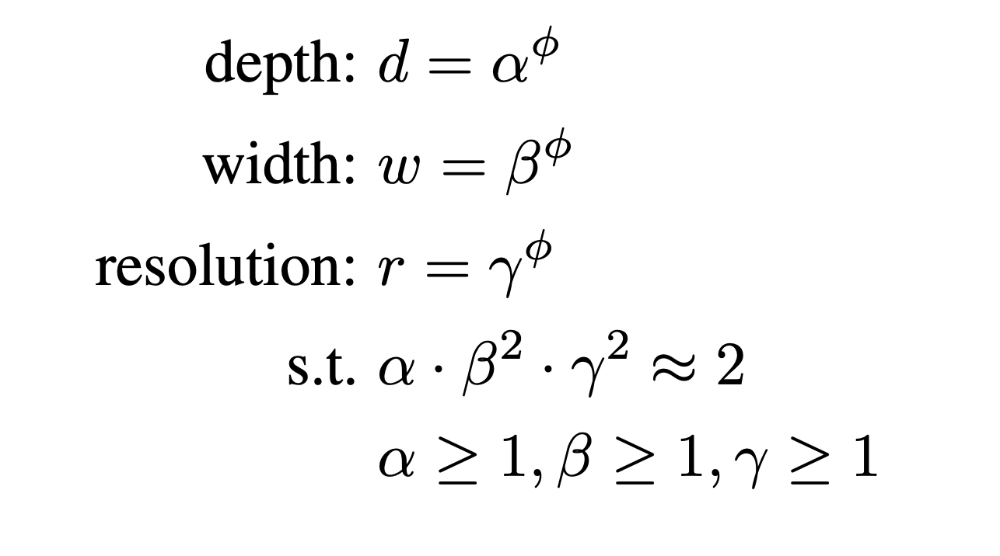 depth: d = α^ϕ
width: w = β^ϕ
resolution: r = γ^ϕ
s.t. α · β² · γ² ≈ 2
α ≥ 1, β ≥ 1, γ ≥ 1